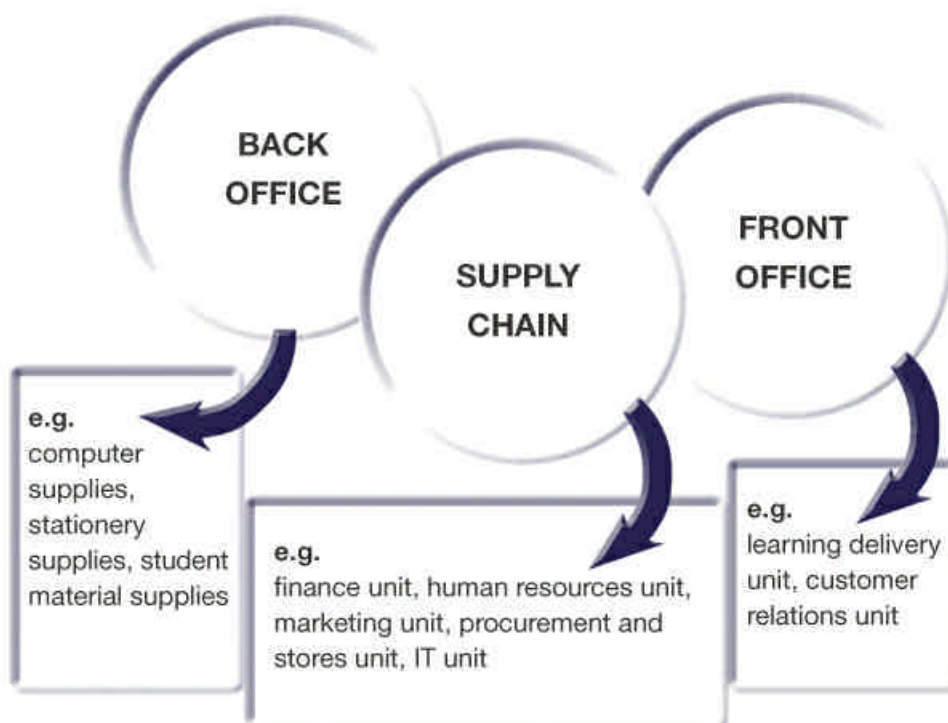 BACK
OFFICE
SUPPLY
CHAIN
FRONT
OFFICE
e.g.
computer
supplies,
stationery
supplies, student
material supplies
e.g.
finance unit, human resources unit,
marketing unit, procurement and
stores unit, IT unit
e.g.
learning delivery
unit, customer
relations unit